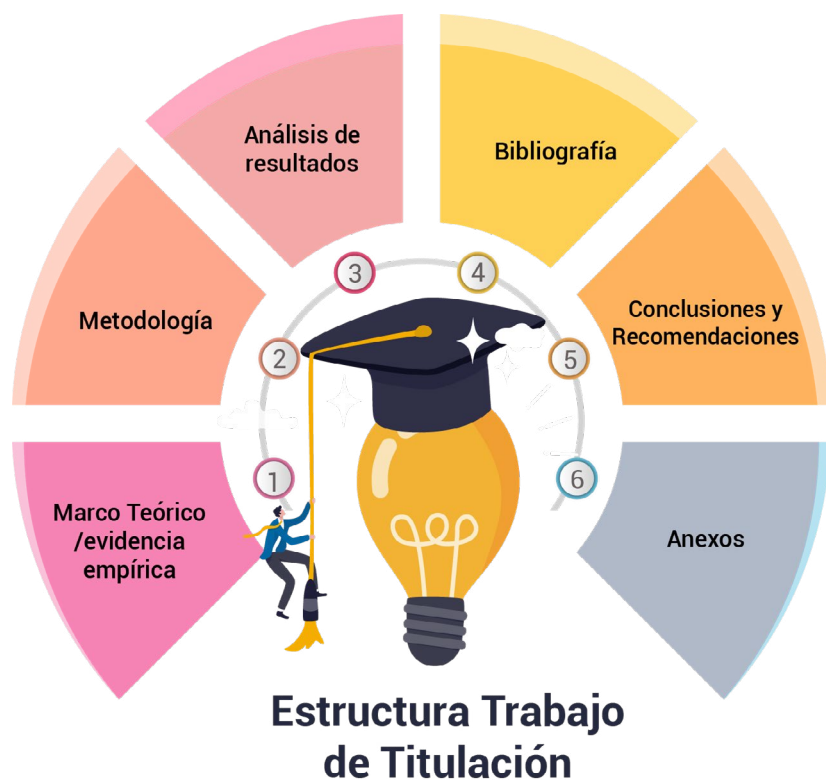 1
Marco Teórico
/evidencia
empírica
2
Metodología
3
Análisis de
resultados
4
Bibliografía
5
Conclusiones y
Recomendaciones
6
Anexos
Estructura Trabajo
de Titulación